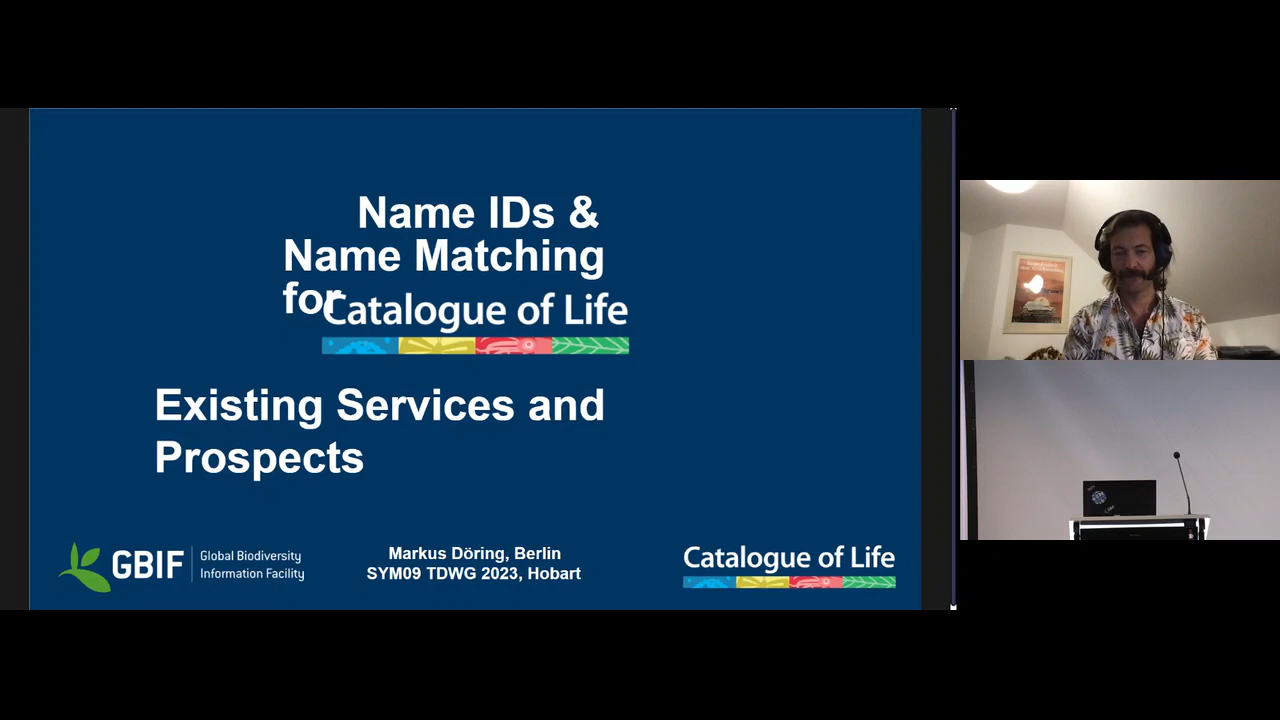 Name IDs &
Name Matching
for
Catalogue of Life
Existing Services and
Prospects
GBIF
Global Biodiversity
Information Facility
Markus Döring, Berlin
SYM09 TDWG 2023, Hobart
Catalogue of Life